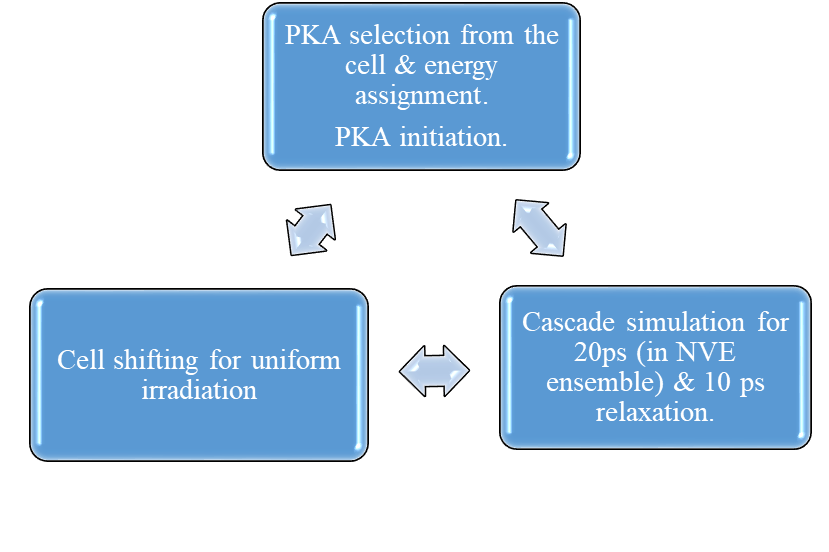 PKA selection from the
cell & energy
assignment.
PKA initiation.
Cell shifting for uniform
irradiation
Cascade simulation for
20ps (in NVE
ensemble) & 10 ps
relaxation.